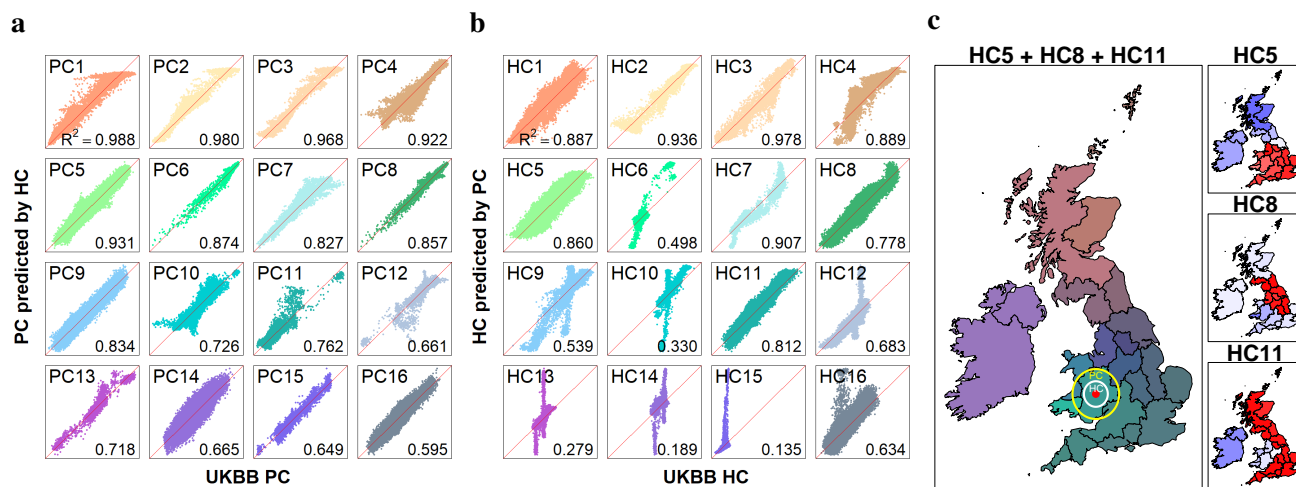 a
PC predicted by HC
PC1 PC2 PC3 PC4
R² = 0.988 0.980 0.968 0.922
PC5 PC6 PC7 PC8
0.931 0.874 0.827 0.857
PC9 PC10 PC11 PC12
0.834 0.726 0.762 0.661
PC13 PC14 PC15 PC16
0.718 0.665 0.649 0.595
UKBB PC
b
HC predicted by PC
HC1 HC2 HC3 HC4
R² = 0.887 0.936 0.978 0.889
HC5 HC6 HC7 HC8
0.860 0.498 0.907 0.778
HC9 HC10 HC11 HC12
0.539 0.330 0.812 0.683
HC13 HC14 HC15 HC16
0.279 0.189 0.135 0.634
UKBB HC
c
HC5 + HC8 + HC11
PC
HC
HC5
HC8
HC11